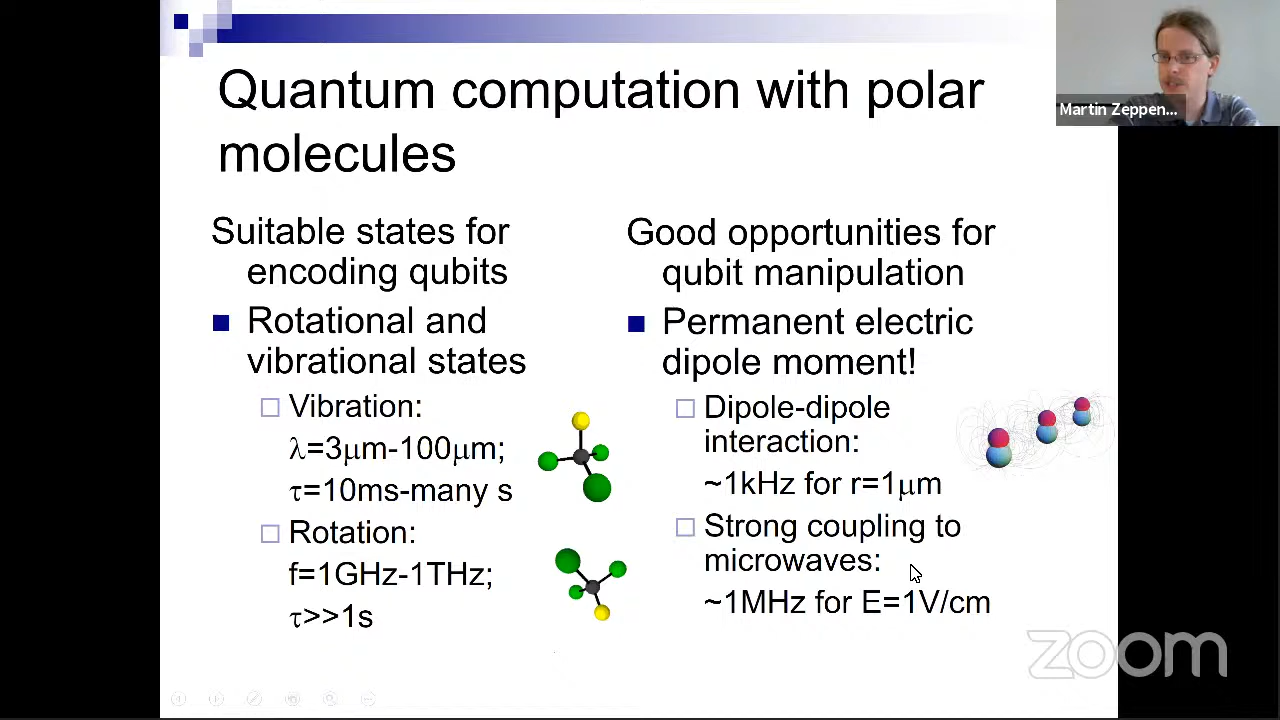 Quantum computation with polar
molecules
Martin Zeppen...
Suitable states for
encoding qubits
Rotational and
vibrational states
Vibration:
λ=3μm-100μm;
τ=10ms-many s
Rotation:
f=1GHz-1THz;
τ>>1s
Good opportunities for
qubit manipulation
Permanent electric
dipole moment!
Dipole-dipole
interaction:
~1kHz for r=1μm
Strong coupling to
microwaves:
~1MHz for E=1V/cm
zoom